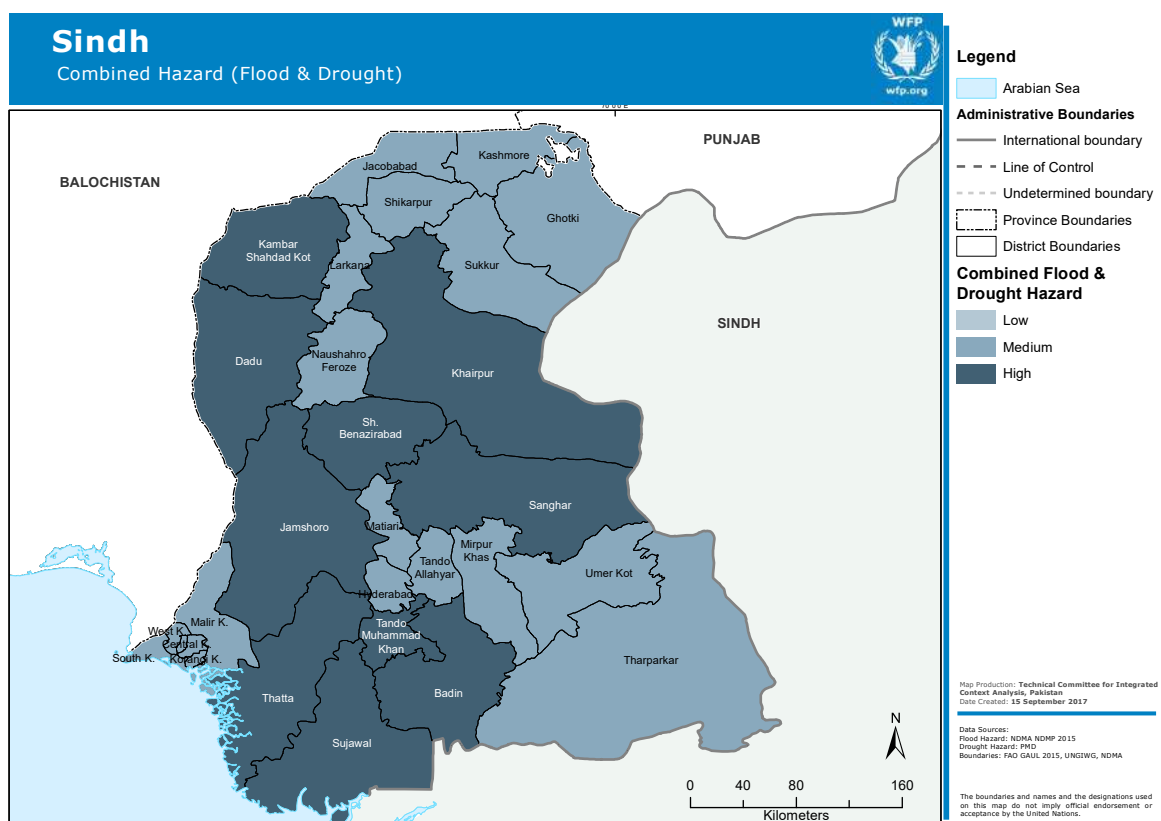 Sindh
Combined Hazard (Flood & Drought)
WFP
wfp.org
PUNJAB
BALOCHISTAN
SINDH
Kashmore
Jacobabad
Shikarpur
Ghotki
Kambar
Shahdad Kot
Larkana
Sukkur
Dadu
Naushahro
Feroze
Khairpur
Sh.
Benazirabad
Sanghar
Jamshoro
Matiari
Mirpur
Khas
Tando
Allahyar
Umer Kot
Hyderabad
Malir K.
West K.
Central K.
South K.
Korangi K.
Tando
Muhammad
Khan
Tharparkar
Thatta
Badin
Sujawal
N
0 40 80 160
Kilometers
Legend
Arabian Sea
Administrative Boundaries
International boundary
Line of Control
Undetermined boundary
Province Boundaries
District Boundaries
Combined Flood &
Drought Hazard
Low
Medium
High
Map Production: Technical Committee for Integrated
Context Analysis, Pakistan
Date Created: 15 September 2017
Data Sources:
Flood Hazard: NDMA NDMP 2015
Drought Hazard: PMD
Boundaries: FAO GAUL 2015, UNGIWG, NDMA
The boundaries and names and the designations used
on this map do not imply official endorsement or
acceptance by the United Nations.